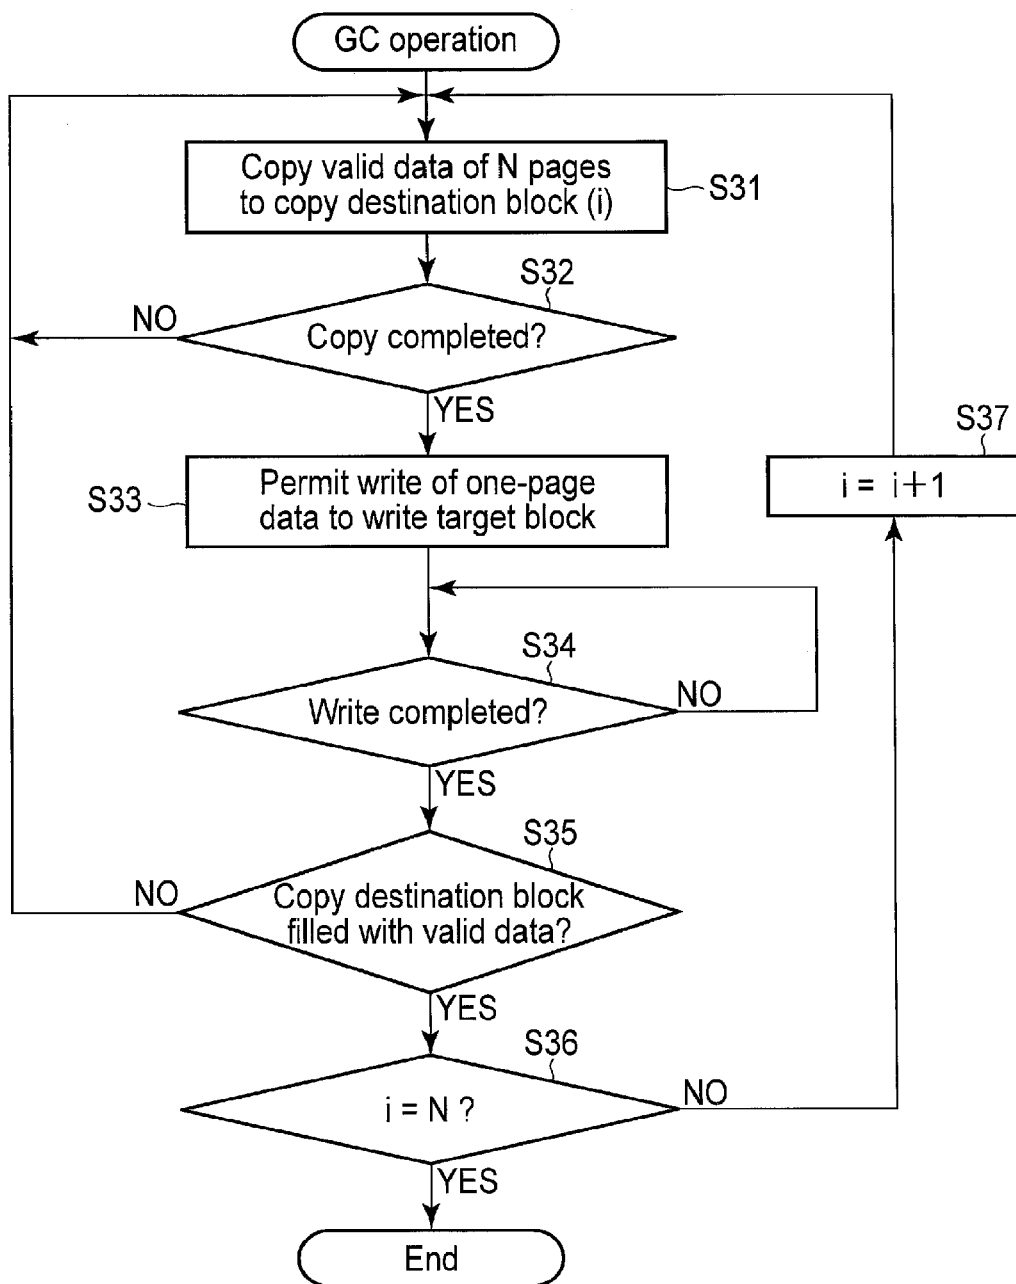 GC operation
Copy valid data of N pages
to copy destination block (i)
S31
S32
NO
Copy completed?
YES
S37
i = i+1
S33
Permit write of one-page
data to write target block
S34
NO
Write completed?
YES
S35
NO
Copy destination block
filled with valid data?
YES
S36
NO
i = N ?
YES
End